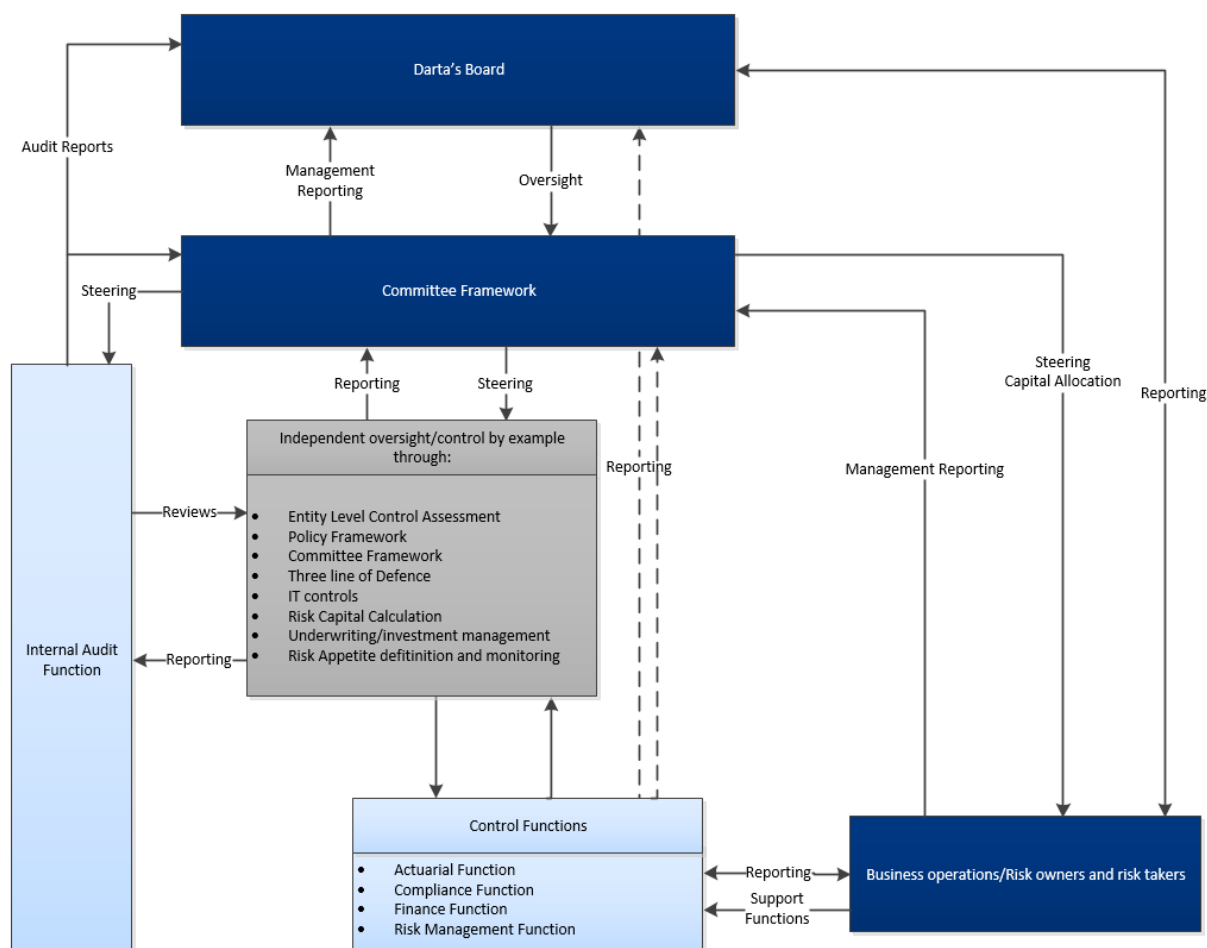 Darta's Board
Audit Reports
Management
Reporting
Oversight
Committee Framework
Steering
Reporting
Steering
Steering
Capital Allocation
Reporting
Independent oversight/control by example
through:
Reporting
Management Reporting
Reviews
• Entity Level Control Assessment
• Policy Framework
• Committee Framework
• Three line of Defence
• IT controls
• Risk Capital Calculation
• Underwriting/investment management
• Risk Appetite defitinition and monitoring
Internal Audit
Function
Reporting
Control Functions
• Actuarial Function
• Compliance Function
• Finance Function
• Risk Management Function
Reporting
Support
Functions
Business operations/Risk owners and risk takers